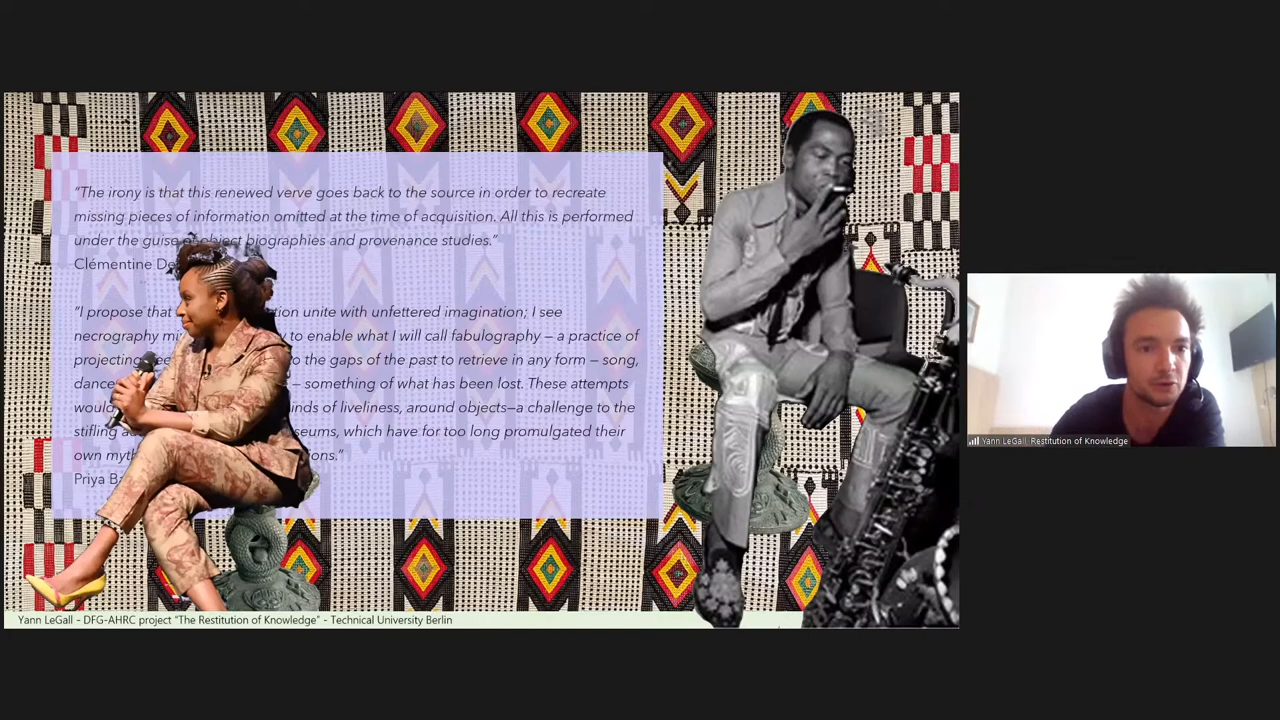 “The irony is that this renewed verve goes back to the source in order to recreate
missing pieces of information omitted at the time of acquisition. All this is performed
under the guise of object biographies and provenance studies.”
Clémentine De
“I propose that tion unite with unfettered imagination; I see
necrography to enable what I will call fabulography – a practice of
projecting to the gaps of the past to retrieve in any form – song,
dance – something of what has been lost. These attempts
would kinds of liveliness, around objects—a challenge to the
stifling seums, which have for too long promulgated their
own ions.”
Priya Ba
Yann LeGall - DFG-AHRC project “The Restitution of Knowledge” - Technical University Berlin
Yann LeGall_Restitution of Knowledge